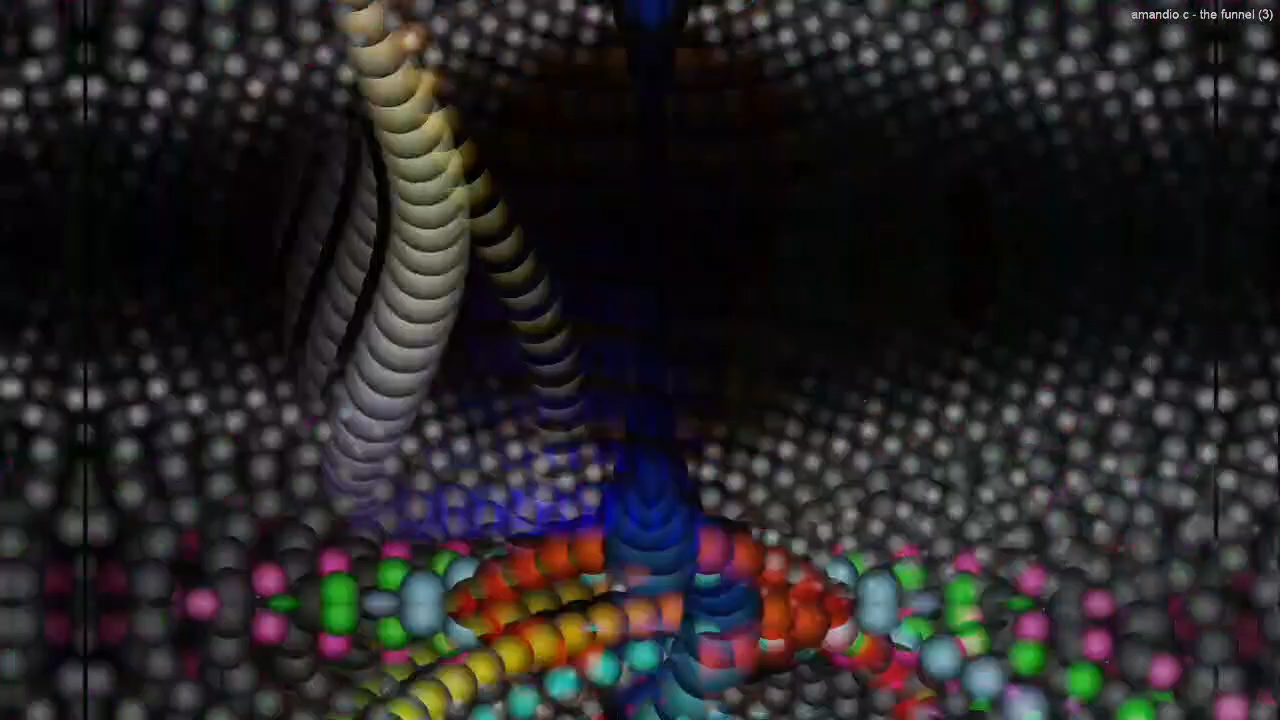 amandio c - the funnel (3)